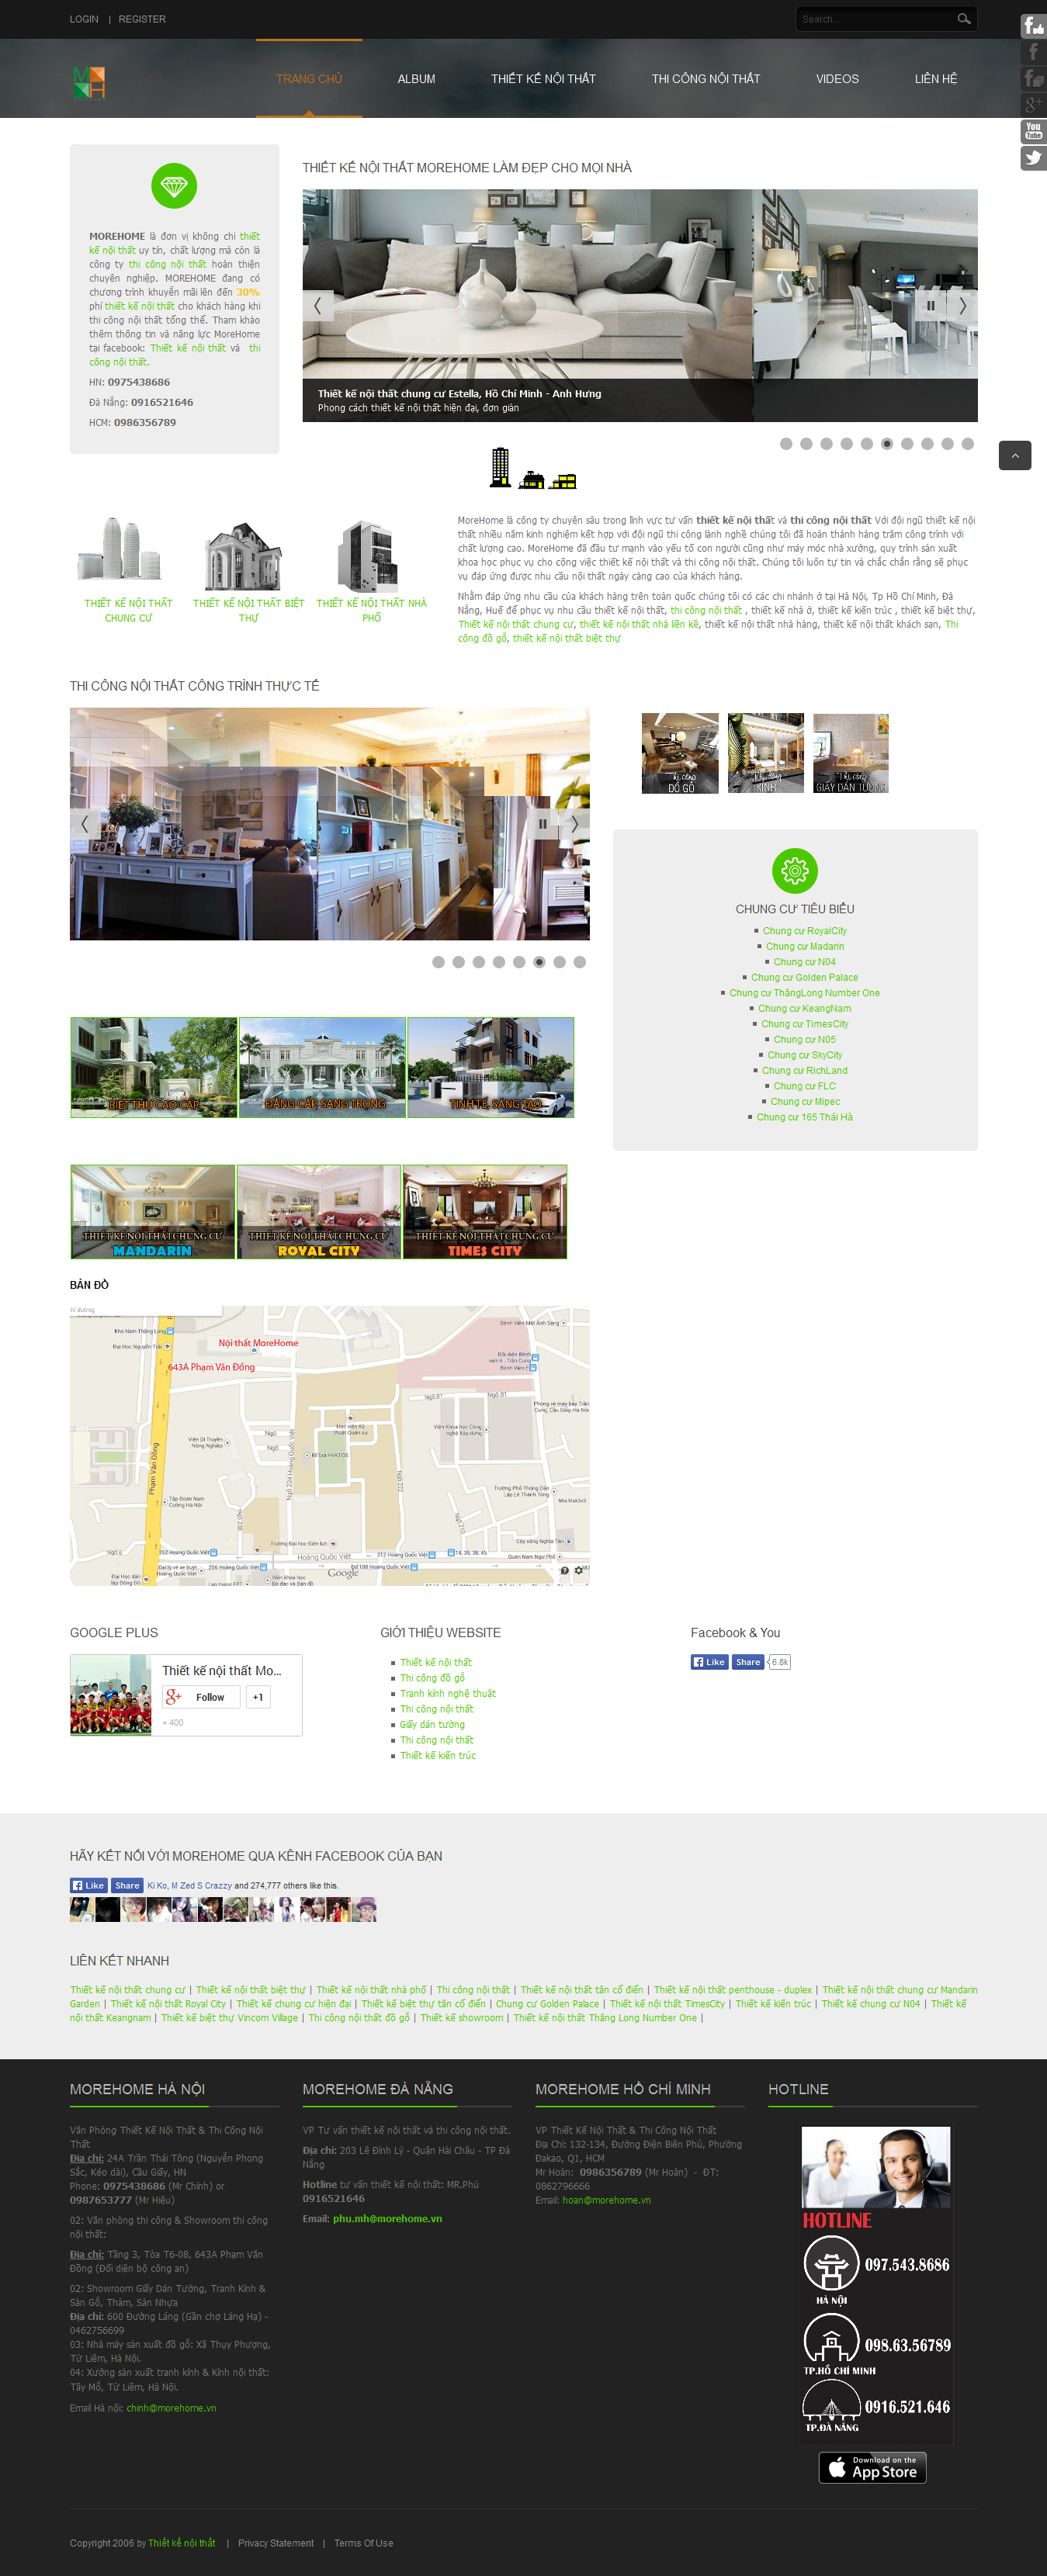 LOGIN | REGISTER
Search...
TRANG CHỦ
ALBUM
THIẾT KẾ NỘI THẤT
THI CÔNG NỘI THẤT
VIDEOS
LIÊN HỆ
You
Tube
MOREHOME là đơn vị không chỉ thiết
kế nội thất uy tín, chất lượng mà còn là
công ty thi công nội thất hoàn thiện
chuyên nghiệp. MOREHOME đang có
chương trình khuyễn mãi lên đến 30%
phí thiết kế nội thất cho khách hàng khi
thi công nội thất tổng thể. Tham khảo
thêm thông tin và năng lực MoreHome
tại facebook: Thiết kế nội thất và thi
công nội thất.
HN: 0975438686
Đà Nẵng: 0916521646
HCM: 0986356789
THIẾT KẾ NỘI THẤT MOREHOME LÀM ĐẸP CHO MỌI NHÀ
Thiết kế nội thất chung cư Estella, Hồ Chí Minh - Anh Hưng
Phong cách thiết kế nội thất hiện đại, đơn giản
THIẾT KẾ NỘI THẤT
CHUNG CƯ
THIẾT KẾ NỘI THẤT BIỆT
THỰ
THIẾT KẾ NỘI THẤT NHÀ
PHỐ
MoreHome là công ty chuyên sâu trong lĩnh vực tư vấn thiết kế nội thất và thi công nội thất Với đội ngũ thiết kế nội
thất nhiều năm kinh nghiệm kết hợp với đội ngũ thi công lành nghề chúng tôi đã hoàn thành hàng trăm công trình với
chất lượng cao. MoreHome đã đầu tư mạnh vào yếu tố con người cũng như máy móc nhà xưởng, quy trình sản xuất
khoa học phục vụ cho công việc thiết kế nội thất và thi công nội thất. Chúng tôi luôn tự tin và chắc chắn rằng sẽ phục
vụ đáp ứng được nhu cầu nội thất ngày càng cao của khách hàng.
Nhằm đáp ứng nhu cầu của khách hàng trên toàn quốc chúng tôi có các chi nhánh ở tại Hà Nội, Tp Hồ Chí Minh, Đà
Nẵng, Huế để phục vụ nhu cầu thiết kế nội thất, thi công nội thất , thiết kế nhà ở, thiết kế kiến trúc , thiết kế biệt thự,
Thiết kế nội thất chung cư, thiết kế nội thất nhà liền kề, thiết kế nội thất nhà hàng, thiết kế nội thất khách sạn, Thi
công đồ gỗ, thiết kế nội thất biệt thự
THI CÔNG NỘI THẤT CÔNG TRÌNH THỰC TẾ
Thi công
ĐỒ GỖ
Thi công
KÍNH
Thi công
GIẤY DÁN TƯỜNG
CHUNG CƯ TIÊU BIỂU
Chung cư RoyalCity
Chung cư Madarin
Chung cư N04
Chung cư Golden Palace
Chung cư ThăngLong Number One
Chung cư KeangNam
Chung cư TimesCity
Chung cư N05
Chung cư SkyCity
Chung cư RichLand
Chung cư FLC
Chung cư Mipec
Chung cư 165 Thái Hà
BIỆT THỰ CAO CẤP
ĐẲNG CẤP, SANG TRỌNG
TINH TẾ, SÁNG TẠO
THIẾT KẾ NỘI THẤT CHUNG CƯ
MANDARIN
THIẾT KẾ NỘI THẤT CHUNG CƯ
ROYAL CITY
THIẾT KẾ NỘI THẤT CHUNG CƯ
TIMES CITY
BẢN ĐỒ
Nội thất MoreHome
643A Phạm Văn Đồng
Phạm Văn Đồng
Hoàng Quốc Việt
Google
GOOGLE PLUS
Thiết kế nội thất Mo...
Follow
+1
+ 400
GIỚI THIỆU WEBSITE
Thiết kế nội thất
Thi công đồ gỗ
Tranh kính nghệ thuật
Thi công nội thất
Giấy dán tường
Thi công nội thất
Thiết kế kiến trúc
Facebook & You
Like
Share
6.8k
HÃY KẾT NỐI VỚI MOREHOME QUA KÊNH FACEBOOK CỦA BẠN
Like Share Ki Ko, M Zed S Crazzy and 274,777 others like this.
LIÊN KẾT NHANH
Thiết kế nội thất chung cư | Thiết kế nội thất biệt thự | Thiết kế nội thất nhà phố | Thi công nội thất | Thiết kế nội thất tân cổ điển | Thiết kế nội thất penthouse - duplex | Thiết kế nội thất chung cư Mandarin
Garden | Thiết kế nội thất Royal City | Thiết kế chung cư hiện đại | Thiết kế biệt thự tân cổ điển | Chung cư Golden Palace | Thiết kế nội thất TimesCity | Thiết kế kiến trúc | Thiết kế chung cư N04 | Thiết kế
nội thất Keangnam | Thiết kế biệt thự Vincom Village | Thi công nội thất đồ gỗ | Thiết kế showroom | Thiết kế nội thất Thăng Long Number One |
MOREHOME HÀ NỘI
Văn Phòng Thiết Kế Nội Thất & Thi Công Nội
Thất
Địa chỉ: 24A Trần Thái Tông (Nguyễn Phong
Sắc, Kéo dài), Cầu Giấy, HN
Phone: 0975438686 (Mr Chính) or
0987653777 (Mr Hiệu)
02: Văn phòng thi công & Showroom thi công
nội thất:
Địa chỉ: Tầng 3, Tòa T6-08, 643A Phạm Văn
Đồng (Đối diện bộ công an)
02: Showroom Giấy Dán Tường, Tranh Kính &
Sàn Gỗ, Thảm, Sàn Nhựa
Địa chỉ: 600 Đường Láng (Gần chợ Láng Hạ) -
0462756699
03: Nhà máy sản xuất đồ gỗ: Xã Thụy Phượng,
Từ Liêm, Hà Nội.
04: Xưởng sản xuất tranh kính & Kính nội thất:
Tây Mỗ, Từ Liêm, Hà Nội.
Email Hà nội: chinh@morehome.vn
MOREHOME ĐÀ NẴNG
VP Tư vấn thiết kế nội thất và thi công nội thất.
Địa chỉ: 203 Lê Đình Lý - Quận Hải Châu - TP Đà
Nẵng
Hotline tư vấn thiết kế nội thất: MR.Phú
0916521646
Email: phu.mh@morehome.vn
MOREHOME HỒ CHÍ MINH
VP Thiết Kế Nội Thất & Thi Công Nội Thất
Địa Chỉ: 132-134, Đường Điện Biên Phủ, Phường
Đakao, Q1, HCM
Mr Hoàn: 0986356789 (Mr Hoàn) - ĐT:
0862796666
Email: hoan@morehome.vn
HOTLINE
HOTLINE
097.543.8686
HÀ NỘI
098.63.56789
TP.HỒ CHÍ MINH
0916.521.646
TP.ĐÀ NẴNG
Download on the
App Store
Copyright 2006 by Thiết kế nội thất | Privacy Statement | Terms Of Use